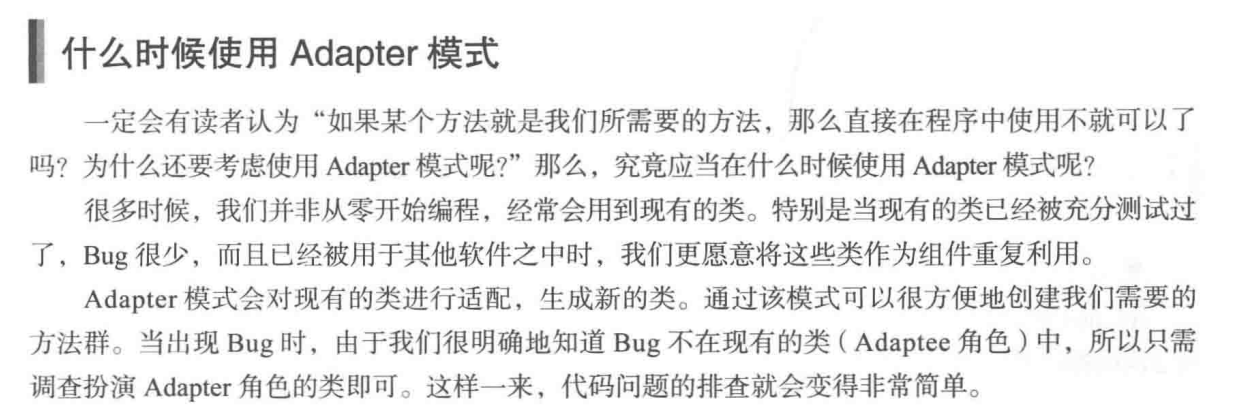 什么时候使用 Adapter 模式
一定会有读者认为“如果某个方法就是我们所需要的方法，那么直接在程序中使用不就可以了
吗？为什么还要考虑使用 Adapter 模式呢？”那么，究竟应当在什么时候使用 Adapter 模式呢？
很多时候，我们并非从零开始编程，经常会用到现有的类。特别是当现有的类已经被充分测试过
了，Bug 很少，而且已经被用于其他软件之中时，我们更愿意将这些类作为组件重复利用。
Adapter 模式会对现有的类进行适配，生成新的类。通过该模式可以很方便地创建我们需要的
方法群。当出现 Bug 时，由于我们很明确地知道 Bug 不在现有的类（Adaptee 角色）中，所以只需
调查扮演 Adapter 角色的类即可。这样一来，代码问题的排查就会变得非常简单。